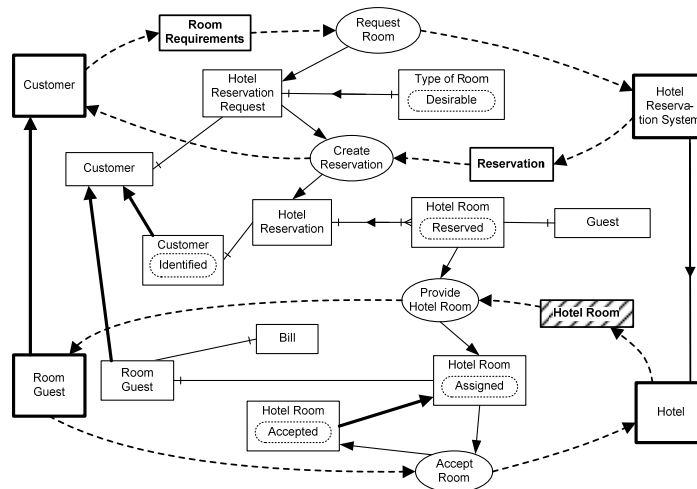 Room
Requirements
Request
Room
Customer
Hotel
Reservation
Request
Type of Room
Desirable
Hotel
Reserva-
tion System
Customer
Create
Reservation
Reservation
Customer
Identified
Hotel
Reservation
Hotel Room
Reserved
Guest
Provide
Hotel Room
Hotel Room
Bill
Room
Guest
Room
Guest
Hotel Room
Assigned
Hotel
Hotel Room
Accepted
Accept
Room